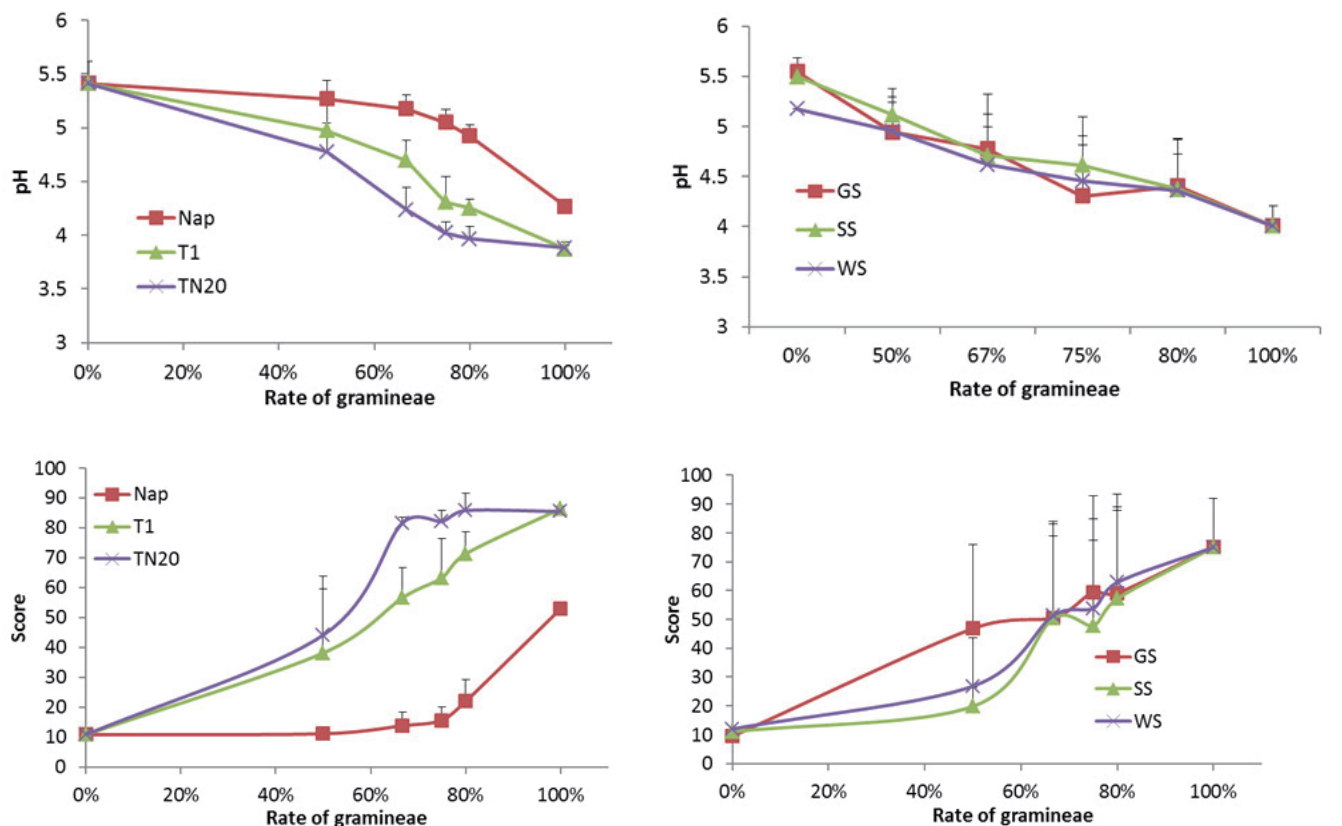 6
5.5
5
4.5
4
3.5
3
pH
Nap
T1
TN20
0% 20% 40% 60% 80% 100%
Rate of gramineae
6
5.5
5
4.5
4
3.5
3
pH
GS
SS
WS
0% 50% 67% 75% 80% 100%
Rate of gramineae
100
90
80
70
60
50
40
30
20
10
0
Score
Nap
T1
TN20
0% 20% 40% 60% 80% 100%
Rate of gramineae
100
90
80
70
60
50
40
30
20
10
0
Score
GS
SS
WS
0% 20% 40% 60% 80% 100%
Rate of gramineae